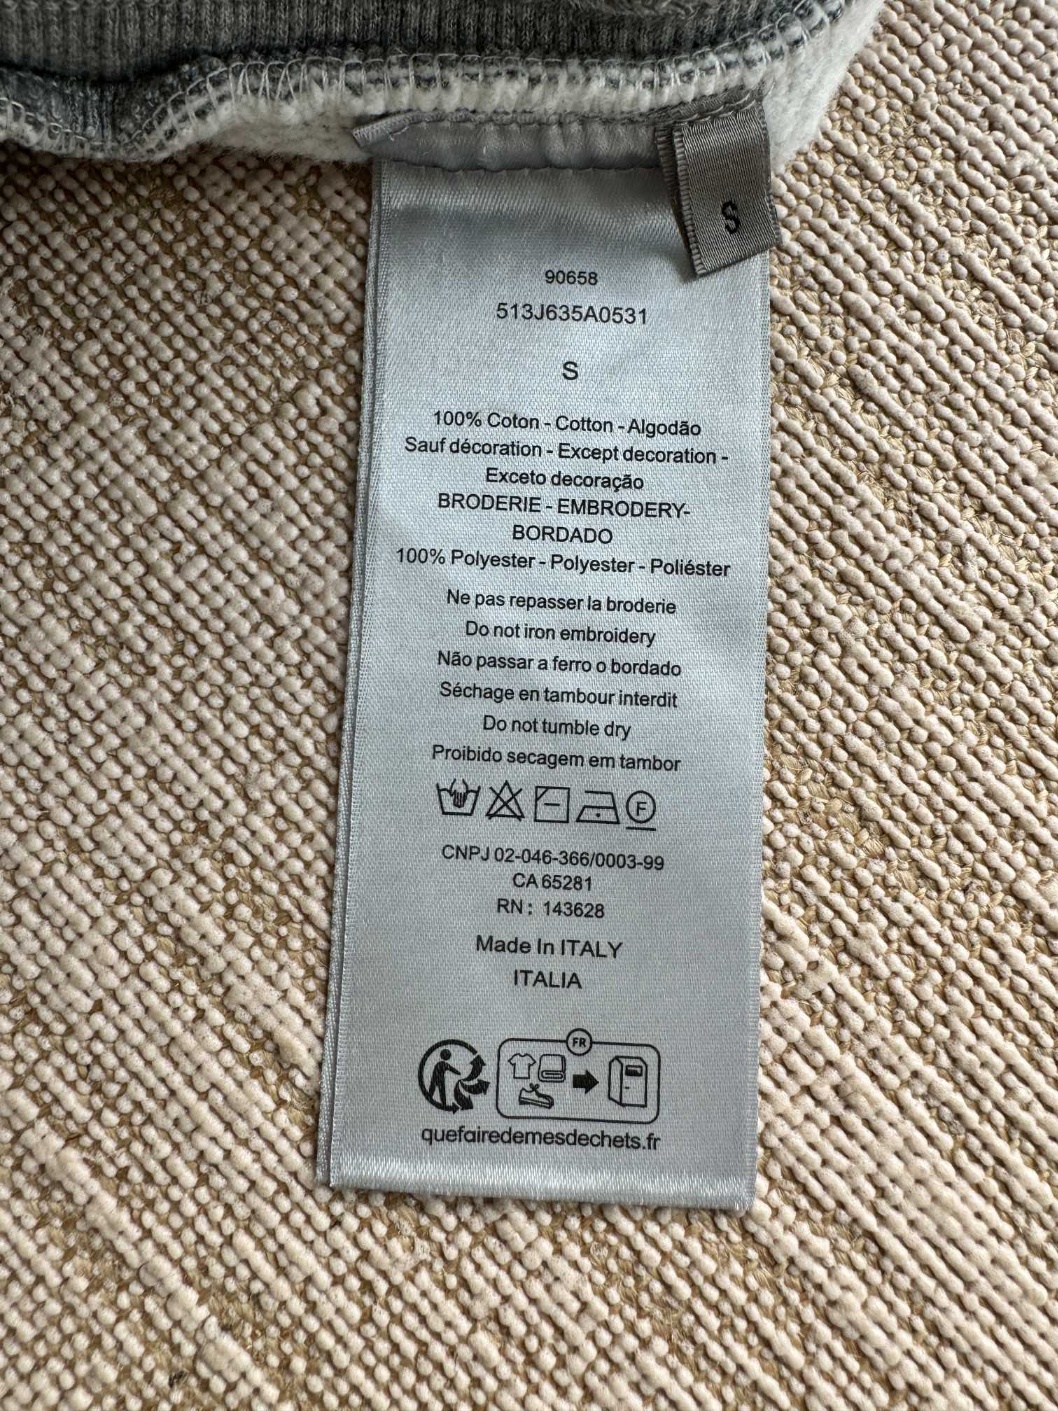 S
90658
513J635A0531
S
100% Coton - Cotton - Algodão
Sauf décoration - Except decoration -
Exceto decoração
BRODERIE - EMBRODERY-
BORDADO
100% Polyester - Polyester - Poliéster
Ne pas repasser la broderie
Do not iron embroidery
Não passar a ferro o bordado
Séchage en tambour interdit
Do not tumble dry
Proibido secagem em tambor
F
CNPJ 02-046-366/0003-99
CA 65281
RN: 143628
Made In ITALY
ITALIA
FR
quefairedemesdechets.fr